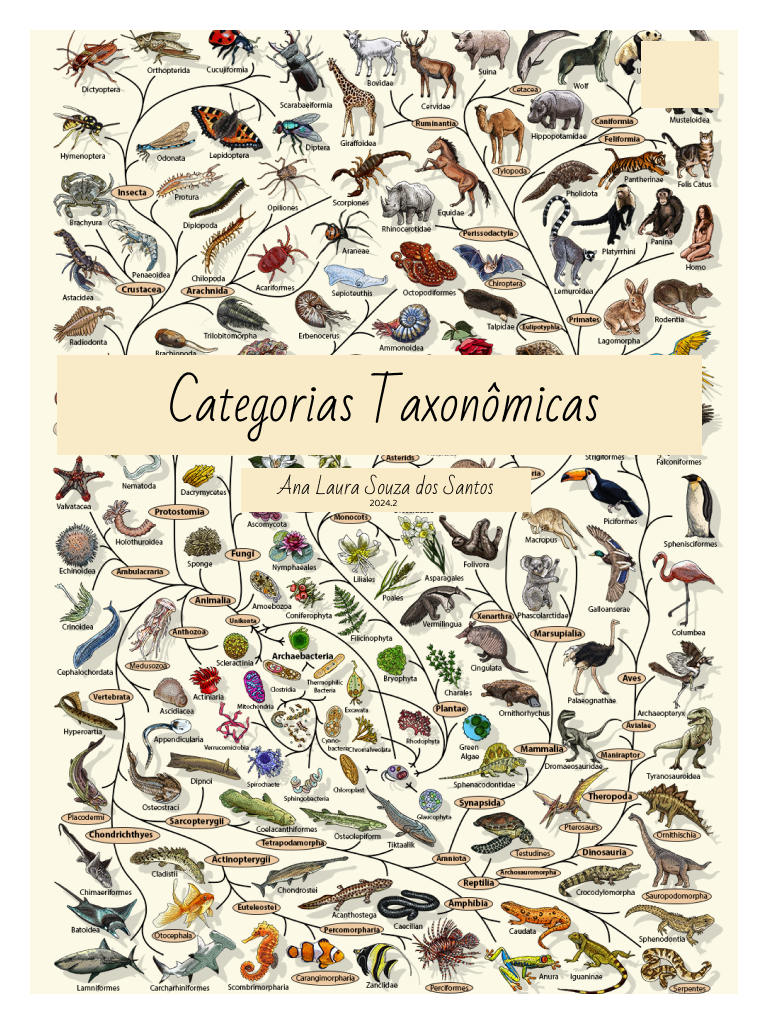 Orthopterida
Cucujiformia
Suina
Bovidae
Cetacea
Wolf
U
Dictyoptera
Scarabaeiformia
Cervidae
Musteloidea
Ruminantia
Caniformia
Hippopotamidae
Feliformia
Giraffoidea
Diptera
Hymenoptera
Odonata
Lepidoptera
Tylopoda
Pantherinae
Felis Catus
Insecta
Protura
Pholidota
Scorpiones
Opiliones
Equidae
Brachyura
Diplopoda
Rhinocerotidae
Perissodactyla
Platyrrhini
Panina
Araneae
Homo
Penaeoidea
Chilopoda
Acariformes
Chiroptera
Crustacea
Arachnida
Sepioteuthis
Octopodiformes
Lemuroidea
Astacidea
Primates
Rodentia
Talpidae
Eulipotyphla
Trilobitomorpha
Erbenocerus
Radiodonta
Ammonoidea
Lagomorpha
Brachiopoda
Categorias Taxonômicas
Asterids
Strigiformes
Falconiformes
ria
Nematoda
Dacrymycetes
Ana Laura Souza dos Santos
2024.2
Valvatacea
Protostomia
Monocots
Piciformes
Ascomycota
Holothuroidea
Macropus
Sphenisciformes
Fungi
Sponge
Nymphaeales
Folivora
Echinoidea
Ambulacraria
Liliales
Asparagales
Animalia
Amoebozoa
Poales
Galloanserae
Coniferophyta
Xenarthra
Phascolarctidae
Crinoidea
Unikonta
Vermilingua
Anthozoa
Filicinophyta
Marsupialia
Columbea
Archaebacteria
Scleractinia
Medusozoa
Cingulata
Cephalochordata
Bryophyta
Aves
Clostridia
Thermophilic
Bacteria
Charales
Vertebrata
Actiniaria
Palaeognathae
Mitochondria
Excavata
Plantae
Ornithorhychus
Archaeopteryx
Ascidiacea
Avialae
Hyperoartia
Appendicularia
Verrucomicrobia
Cyano-
bacteria
Chromalveolata
Rhodophyta
Green
Algae
Mammalia
Maniraptor
Dromaeosauridae
Tyrannosauroidea
Dipnoi
Spirochaete
Chloroplast
Sphenacodontidae
Sphingobacteria
Theropoda
Osteostraci
Synapsida
Placodermi
Sarcopterygii
Glaucophyta
Coelacanthiformes
Pterosaurs
Chondrichthyes
Osteolepiform
Ornithischia
Tetrapodamorpha
Tiktaalik
Testudines
Dinosauria
Actinopterygii
Amniota
Cladistii
Archosauromorpha
Reptilia
Chondrostei
Chimaeriformes
Crocodylomorpha
Sauropodomorpha
Euteleostei
Amphibia
Acanthostega
Caecilian
Batoidea
Percomorpharia
Caudata
Otocephala
Sphenodontia
Anura
Iguaninae
Carangimorpharia
Lamniformes
Carcharhiniformes
Scombrimorpharia
Zanclidae
Perciformes
Serpentes